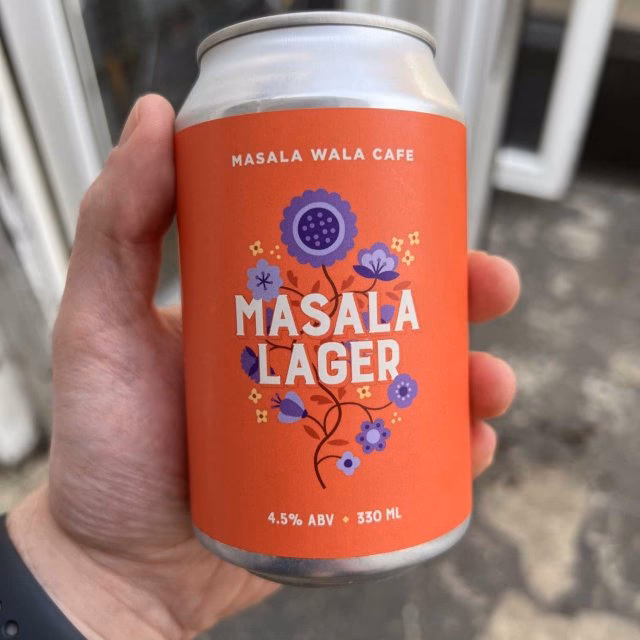 MASALA WALA CAFE
MASALA
LAGER
4.5% ABV • 330 ML